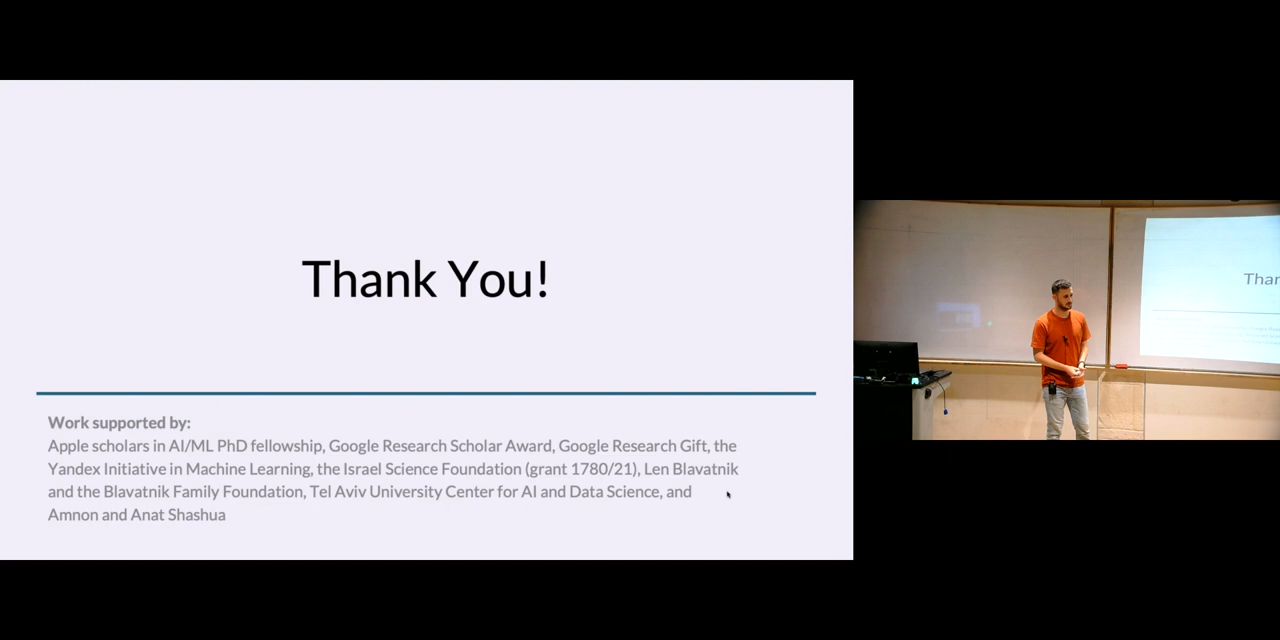 Thank You!
Work supported by:
Apple scholars in AI/ML PhD fellowship, Google Research Scholar Award, Google Research Gift, the
Yandex Initiative in Machine Learning, the Israel Science Foundation (grant 1780/21), Len Blavatnik
and the Blavatnik Family Foundation, Tel Aviv University Center for AI and Data Science, and
Amnon and Anat Shashua
Than